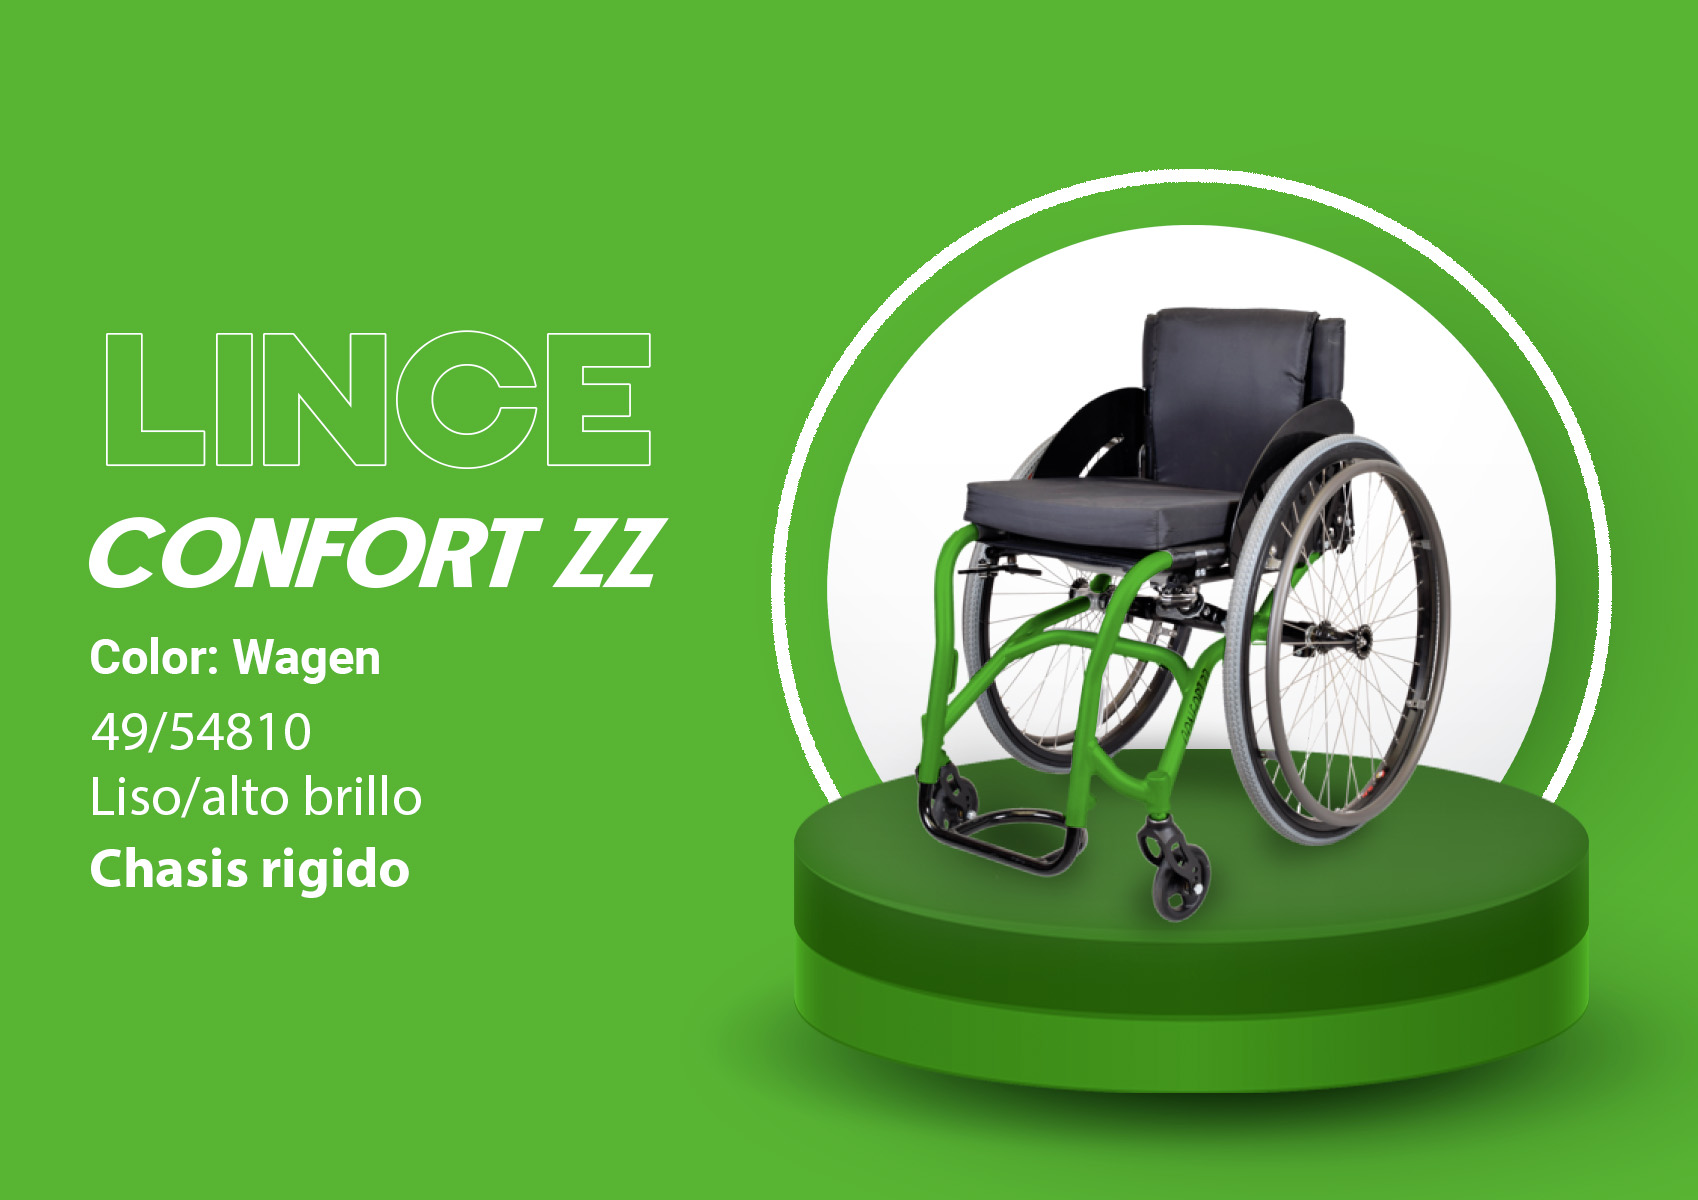 LINCE
CONFORT ZZ
Color: Wagen
49/54810
Liso/alto brillo
Chasis rigido